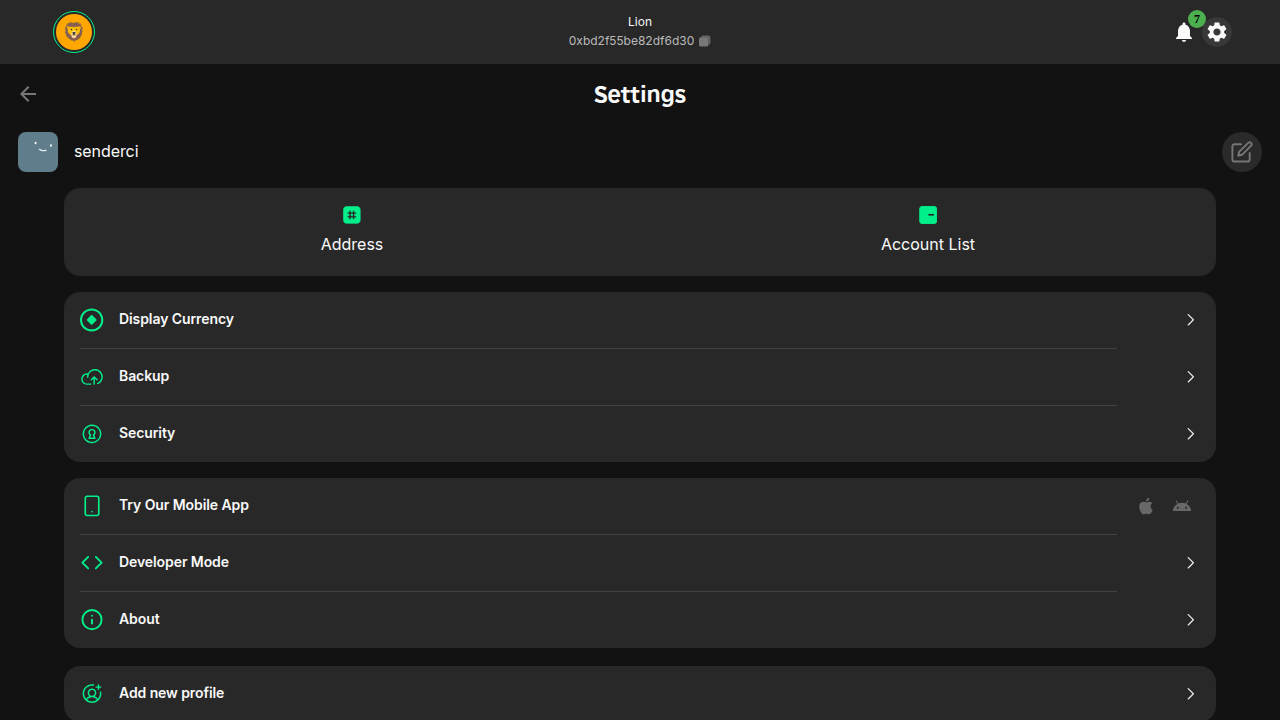 Lion
0xbd2f55be82df6d30
7
Settings
senderci
Address
Account List
Display Currency
Backup
Security
Try Our Mobile App
Developer Mode
About
Add new profile